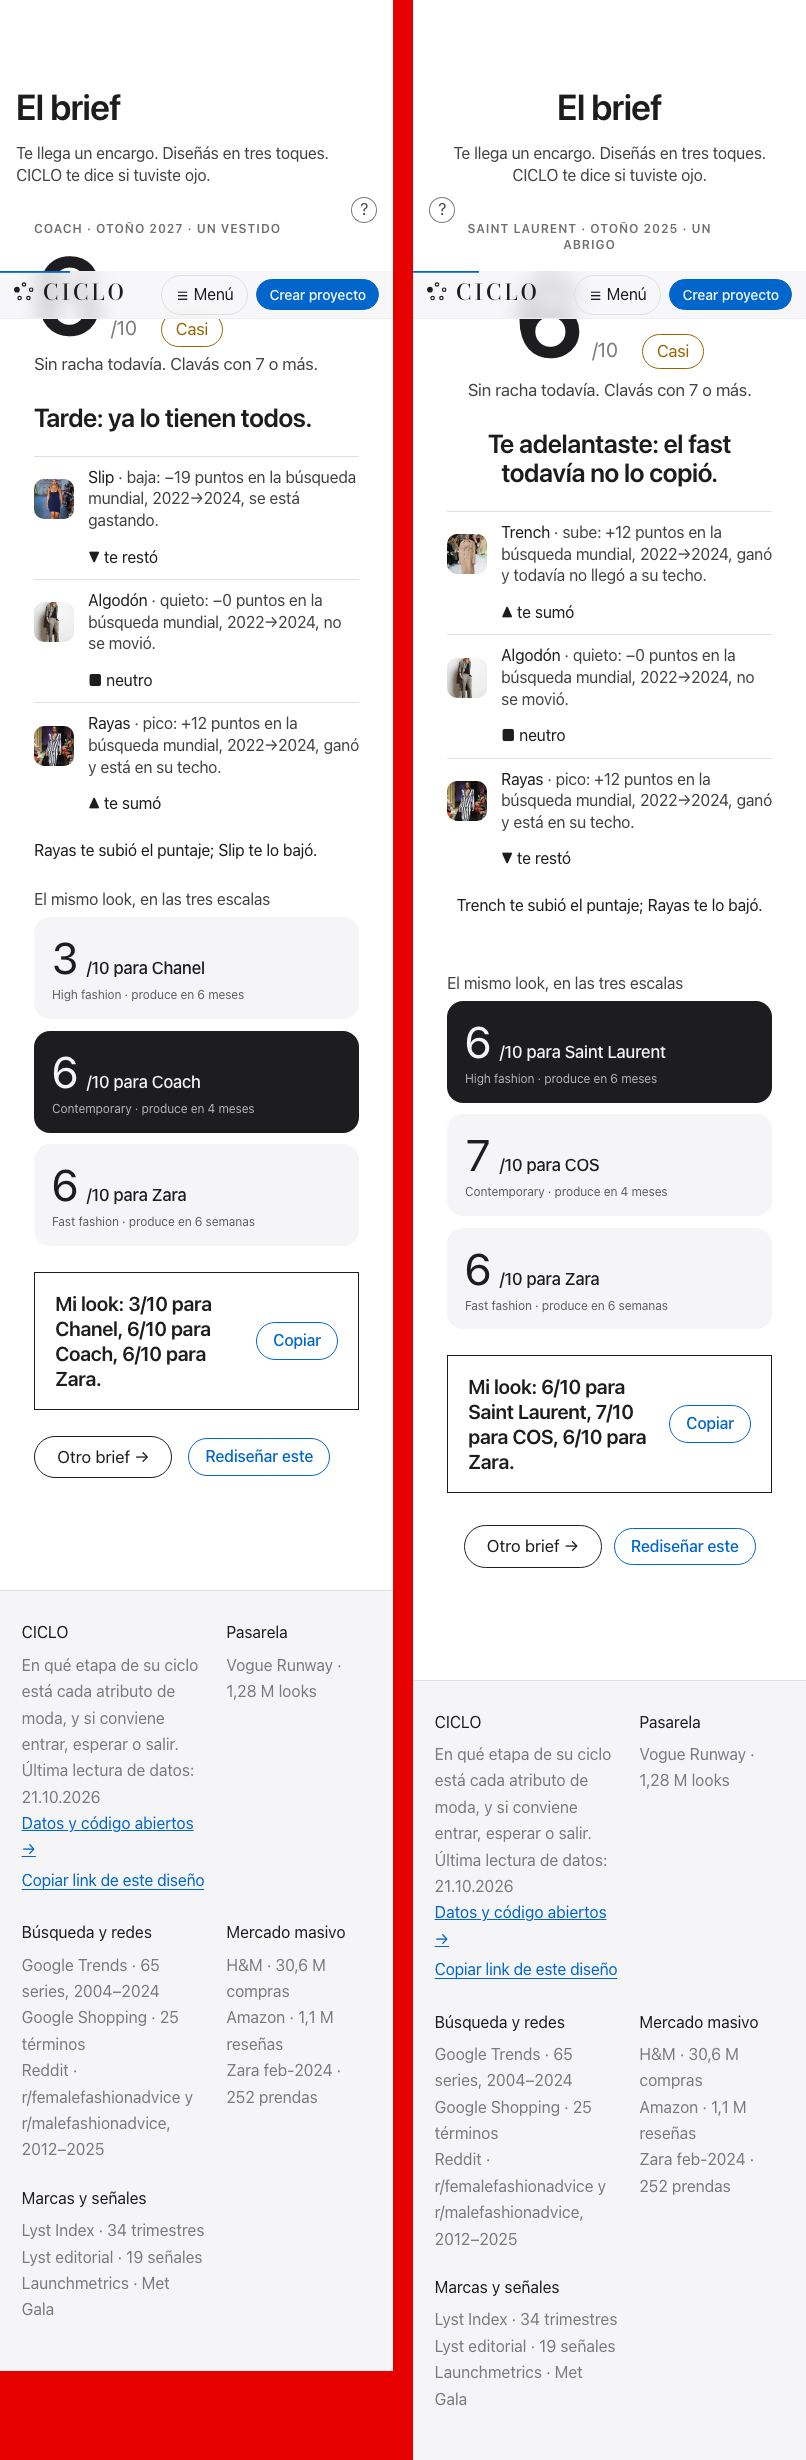 El brief
Te llega un encargo. Diseñás en tres toques.
CICLO te dice si tuviste ojo.
?
COACH · OTOÑO 2027 · UN VESTIDO
CICLO
≡ Menú
Crear proyecto
/10
Casi
Sin racha todavía. Clavás con 7 o más.
Tarde: ya lo tienen todos.
Slip · baja: −19 puntos en la búsqueda
mundial, 2022→2024, se está
gastando.
▼ te restó
Algodón · quieto: −0 puntos en la
búsqueda mundial, 2022→2024, no
se movió.
■ neutro
Rayas · pico: +12 puntos en la
búsqueda mundial, 2022→2024, ganó
y está en su techo.
▲ te sumó
Rayas te subió el puntaje; Slip te lo bajó.
El mismo look, en las tres escalas
3 /10 para Chanel
High fashion · produce en 6 meses
6 /10 para Coach
Contemporary · produce en 4 meses
6 /10 para Zara
Fast fashion · produce en 6 semanas
Mi look: 3/10 para
Chanel, 6/10 para
Coach, 6/10 para
Zara.
Copiar
Otro brief →
Rediseñar este
CICLO
En qué etapa de su ciclo
está cada atributo de
moda, y si conviene
entrar, esperar o salir.
Última lectura de datos:
21.10.2026
Datos y código abiertos
→
Copiar link de este diseño
Pasarela
Vogue Runway ·
1,28 M looks
Búsqueda y redes
Google Trends · 65
series, 2004–2024
Google Shopping · 25
términos
Reddit ·
r/femalefashionadvice y
r/malefashionadvice,
2012–2025
Mercado masivo
H&M · 30,6 M
compras
Amazon · 1,1 M
reseñas
Zara feb-2024 ·
252 prendas
Marcas y señales
Lyst Index · 34 trimestres
Lyst editorial · 19 señales
Launchmetrics · Met
Gala
El brief
Te llega un encargo. Diseñás en tres toques.
CICLO te dice si tuviste ojo.
?
SAINT LAURENT · OTOÑO 2025 · UN
ABRIGO
CICLO
≡ Menú
Crear proyecto
6 /10
Casi
Sin racha todavía. Clavás con 7 o más.
Te adelantaste: el fast
todavía no lo copió.
Trench · sube: +12 puntos en la
búsqueda mundial, 2022→2024, ganó
y todavía no llegó a su techo.
▲ te sumó
Algodón · quieto: −0 puntos en la
búsqueda mundial, 2022→2024, no
se movió.
■ neutro
Rayas · pico: +12 puntos en la
búsqueda mundial, 2022→2024, ganó
y está en su techo.
▼ te restó
Trench te subió el puntaje; Rayas te lo bajó.
El mismo look, en las tres escalas
6 /10 para Saint Laurent
High fashion · produce en 6 meses
7 /10 para COS
Contemporary · produce en 4 meses
6 /10 para Zara
Fast fashion · produce en 6 semanas
Mi look: 6/10 para
Saint Laurent, 7/10
para COS, 6/10 para
Zara.
Copiar
Otro brief →
Rediseñar este
CICLO
En qué etapa de su ciclo
está cada atributo de
moda, y si conviene
entrar, esperar o salir.
Última lectura de datos:
21.10.2026
Datos y código abiertos
→
Copiar link de este diseño
Pasarela
Vogue Runway ·
1,28 M looks
Búsqueda y redes
Google Trends · 65
series, 2004–2024
Google Shopping · 25
términos
Reddit ·
r/femalefashionadvice y
r/malefashionadvice,
2012–2025
Mercado masivo
H&M · 30,6 M
compras
Amazon · 1,1 M
reseñas
Zara feb-2024 ·
252 prendas
Marcas y señales
Lyst Index · 34 trimestres
Lyst editorial · 19 señales
Launchmetrics · Met
Gala